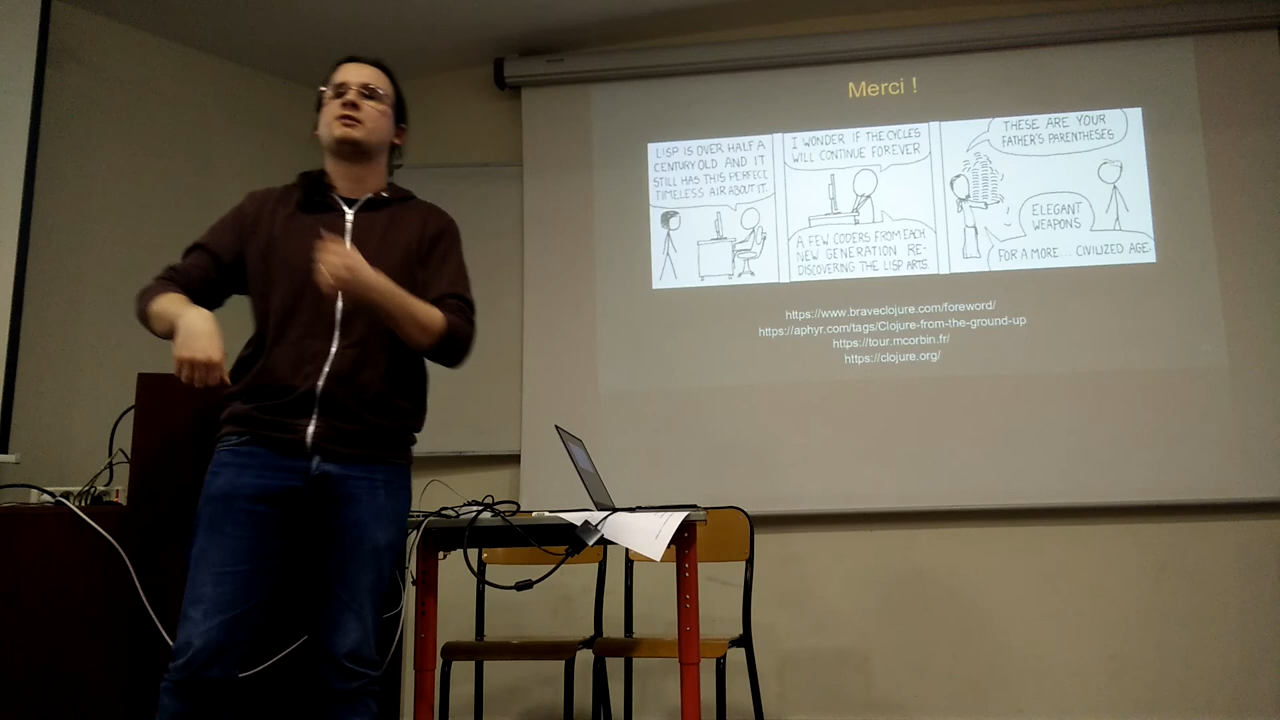 Merci !
LISP IS OVER HALF A
CENTURY OLD AND IT
STILL HAS THIS PERFECT
TIMELESS AIR ABOUT IT.
I WONDER IF THE CYCLES
WILL CONTINUE FOREVER
A FEW CODERS FROM EACH
NEW GENERATION RE-
DISCOVERING THE LISP ARTS.
THESE ARE YOUR
FATHER'S PARENTHESES
ELEGANT
WEAPONS
FOR A MORE... CIVILIZED AGE.
https://www.braveclojure.com/foreword/
https://aphyr.com/tags/Clojure-from-the-ground-up
https://tour.mcorbin.fr/
https://clojure.org/